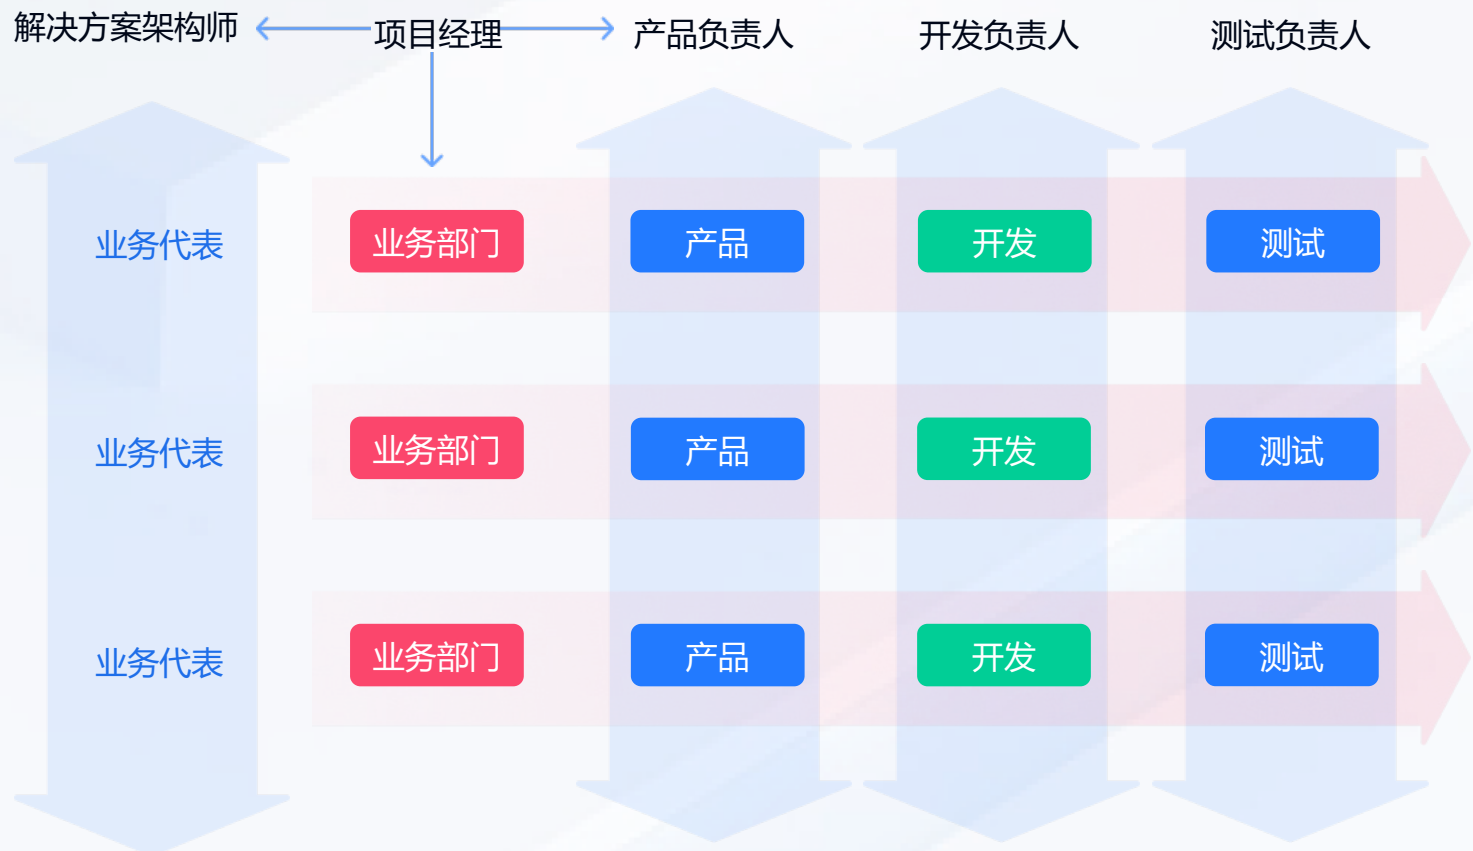 解决方案架构师 项目经理 产品负责人 开发负责人 测试负责人
业务代表 业务部门 产品 开发 测试
业务代表 业务部门 产品 开发 测试
业务代表 业务部门 产品 开发 测试